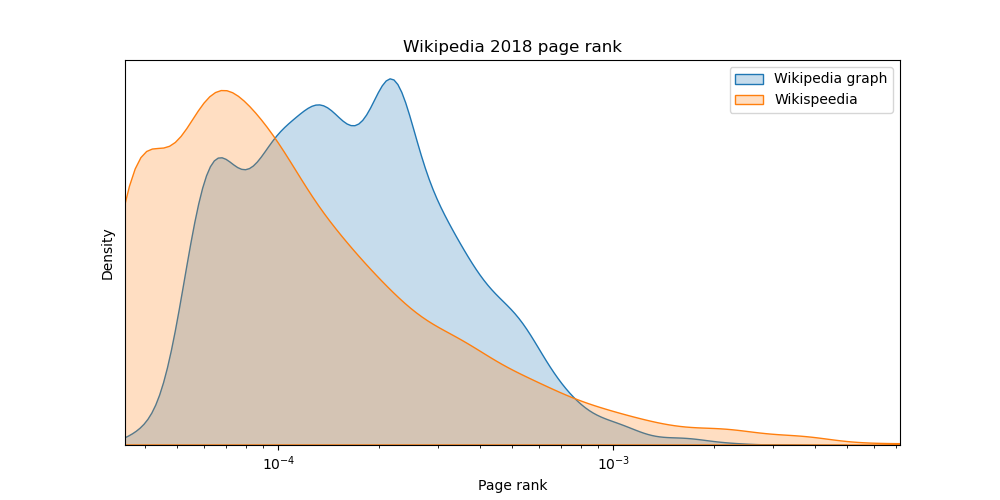 Wikipedia 2018 page rank
Wikipedia graph
Wikispeedia
Density
10⁻⁴
10⁻³
Page rank